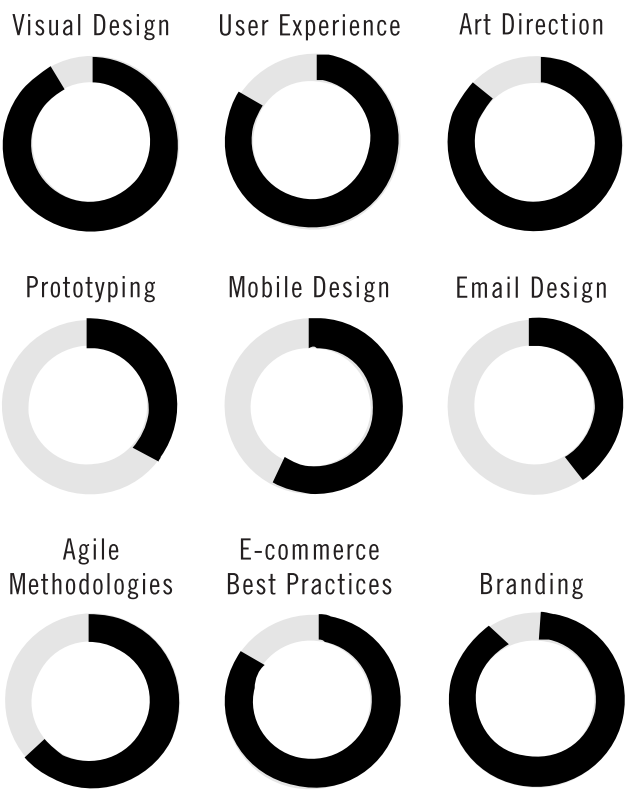 Visual Design
User Experience
Art Direction
Prototyping
Mobile Design
Email Design
Agile
Methodologies
E-commerce
Best Practices
Branding